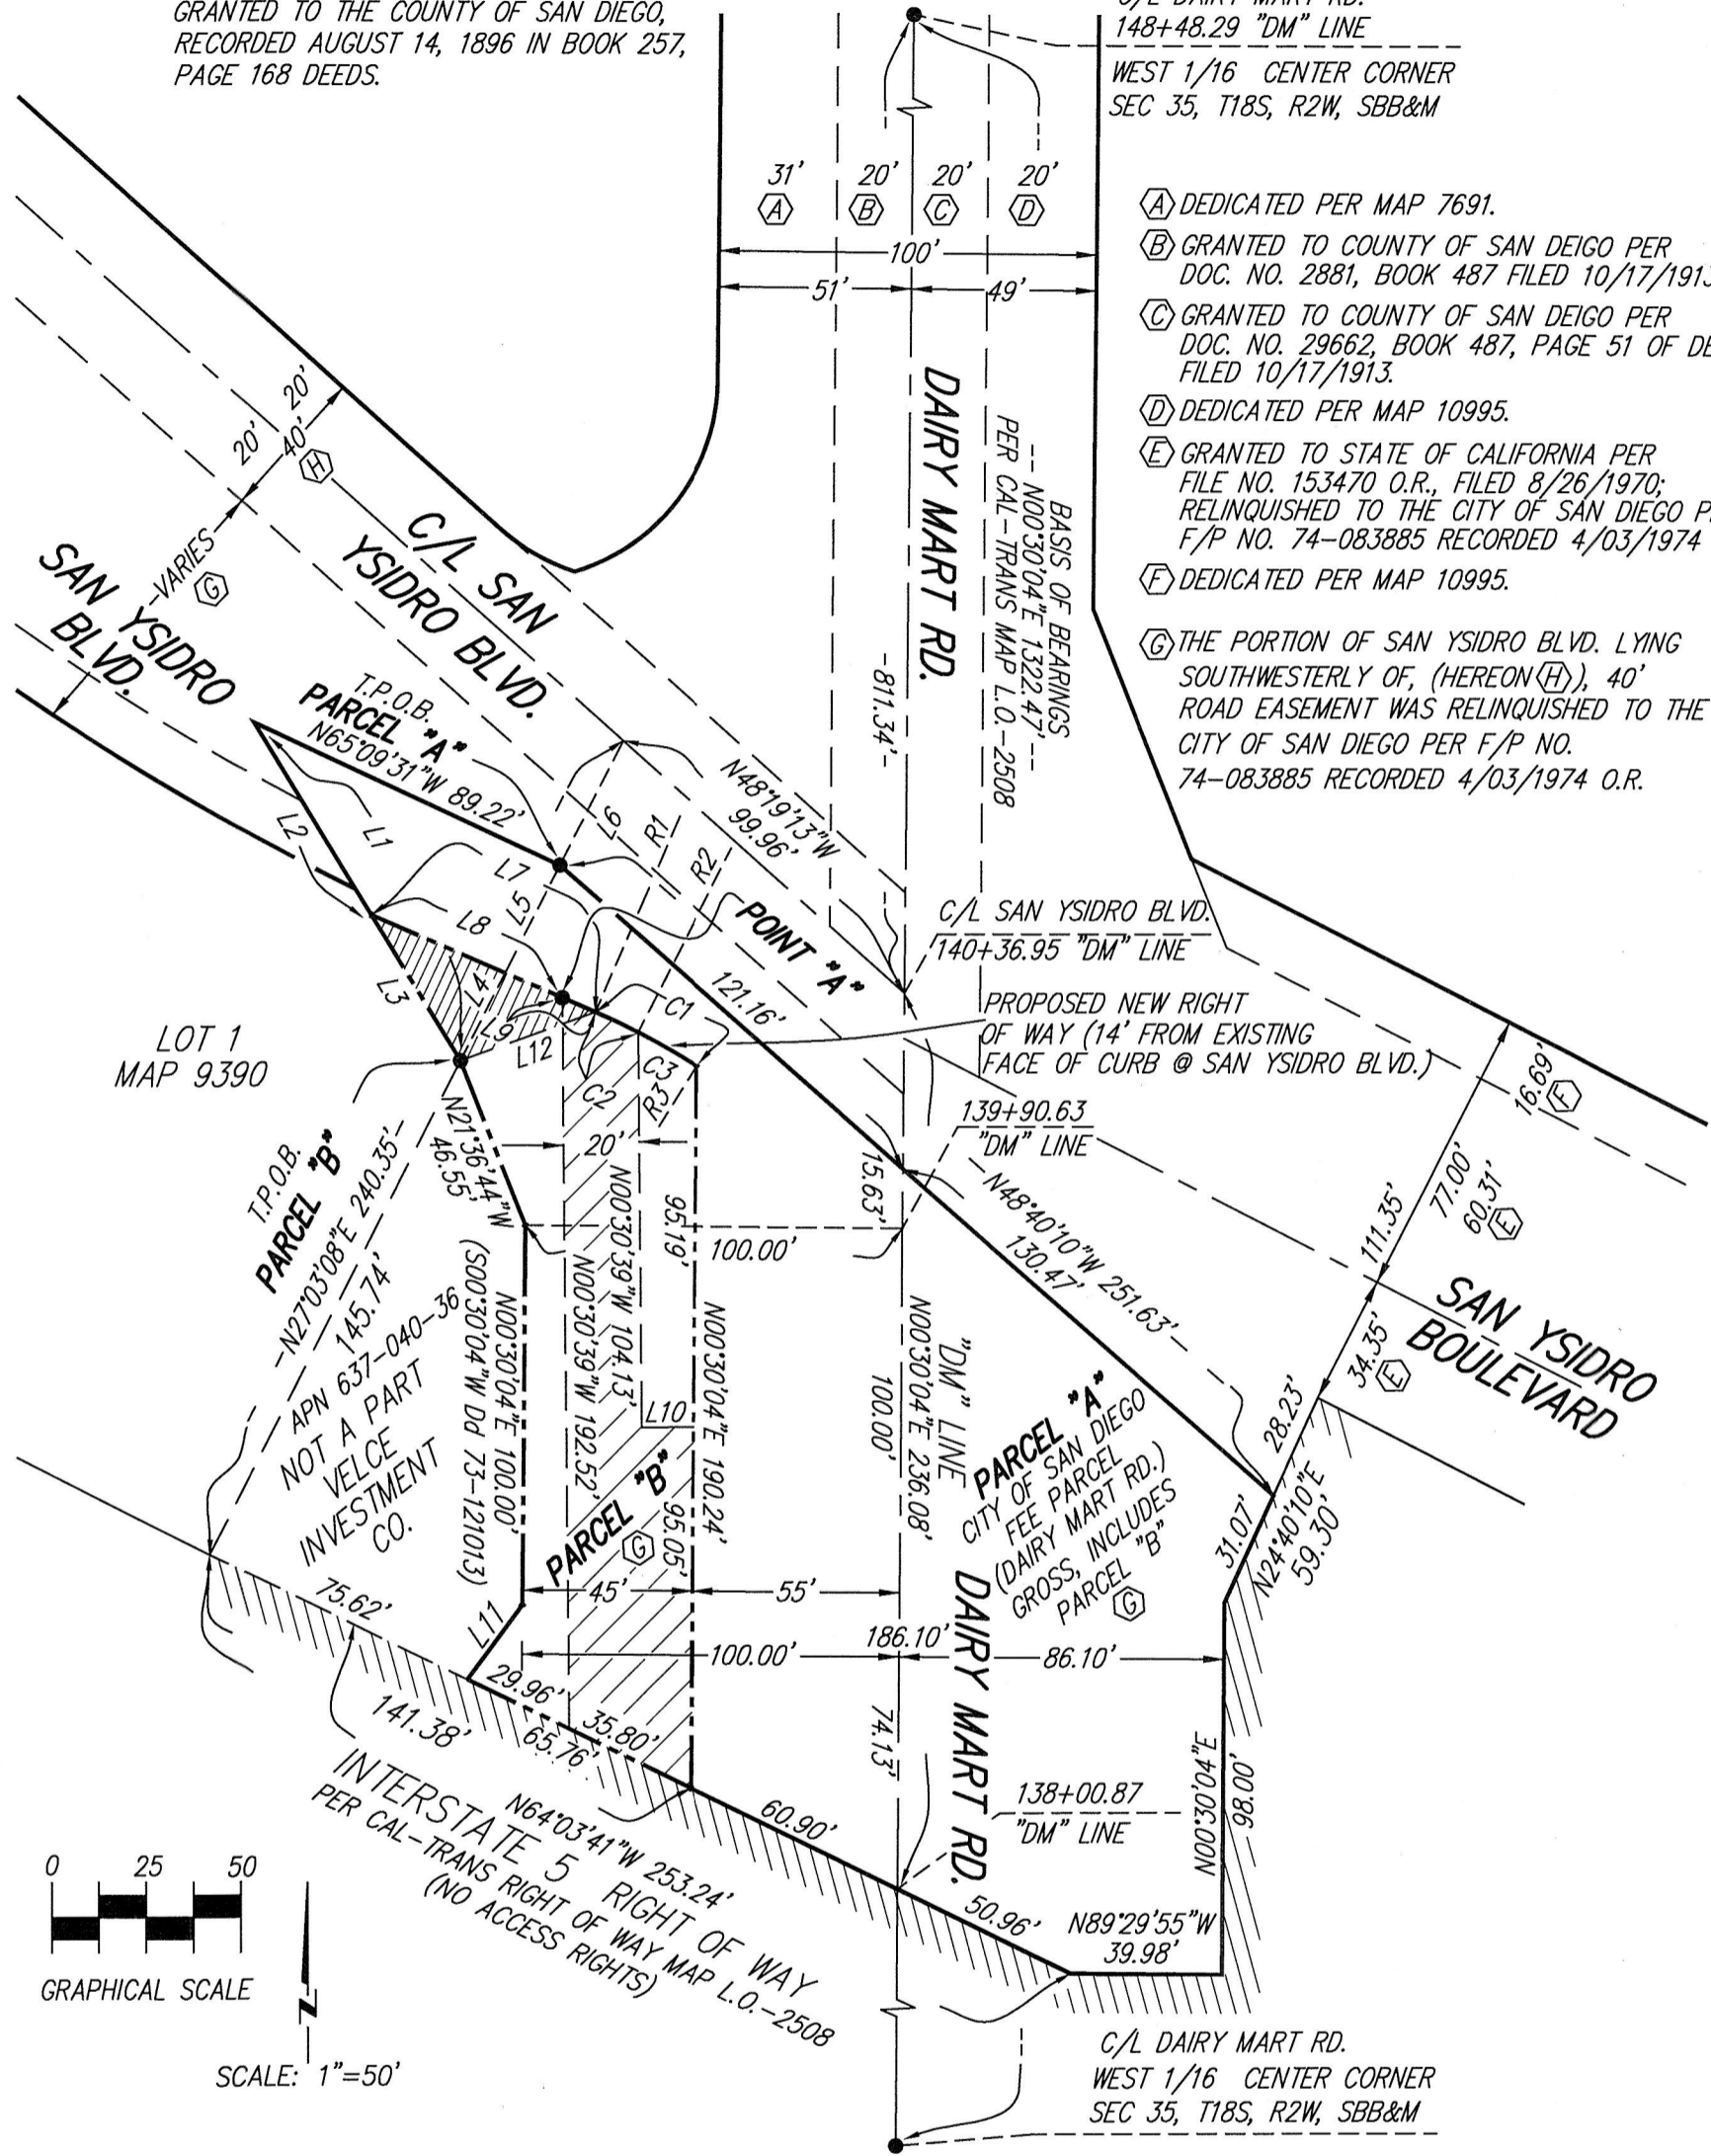 GRANTED TO THE COUNTY OF SAN DIEGO,
RECORDED AUGUST 14, 1896 IN BOOK 257,
PAGE 168 DEEDS.
C/L DAIRY MART RD.
148+48.29 "DM" LINE
WEST 1/16 CENTER CORNER
SEC 35, T18S, R2W, SBB&M
31' 20' 20' 20'
A B C D
100'
51' 49'
A DEDICATED PER MAP 7691.
B GRANTED TO COUNTY OF SAN DEIGO PER
DOC. NO. 2881, BOOK 487 FILED 10/17/1913
C GRANTED TO COUNTY OF SAN DEIGO PER
DOC. NO. 29662, BOOK 487, PAGE 51 OF DE
FILED 10/17/1913.
D DEDICATED PER MAP 10995.
E GRANTED TO STATE OF CALIFORNIA PER
FILE NO. 153470 O.R., FILED 8/26/1970;
RELINQUISHED TO THE CITY OF SAN DIEGO P
F/P NO. 74-083885 RECORDED 4/03/1974
F DEDICATED PER MAP 10995.
G THE PORTION OF SAN YSIDRO BLVD. LYING
SOUTHWESTERLY OF, (HEREON H), 40'
ROAD EASEMENT WAS RELINQUISHED TO THE
CITY OF SAN DIEGO PER F/P NO.
74-083885 RECORDED 4/03/1974 O.R.
20'
20'
40'
H
VARIES
G
C/L SAN
YSIDRO BLVD.
SAN YSIDRO
BLVD.
DAIRY MART RD.
BASIS OF BEARINGS
-- N00°30'04"E 1322.47' --
PER CAL-TRANS MAP L.O.-2508
-811.34'-
T.P.O.B.
PARCEL "A"
N65°09'31"W 89.22'
N48°19'13"W
99.96'
L1
L2
L3
L4
L5
L6
L7
L8
L9
L12
R1
R2
R3
C1
C2
C3
POINT "A"
121.16'
C/L SAN YSIDRO BLVD.
140+36.95 "DM" LINE
PROPOSED NEW RIGHT
OF WAY (14' FROM EXISTING
FACE OF CURB @ SAN YSIDRO BLVD.)
139+90.63
"DM" LINE
LOT 1
MAP 9390
T.P.O.B.
PARCEL "B"
N27°03'08"E 240.35'
145.74'
N21°36'44"W
46.55'
20'
95.19'
15.63'
100.00'
N48°40'10"W 251.63'
130.47'
16.69'
F
77.00'
60.31'
E
111.35'
34.35'
E
28.23'
SAN YSIDRO
BOULEVARD
APN 637-040-36
NOT A PART
VELCE
INVESTMENT
CO.
N00°30'04"E 100.00'
(S00°30'04"W Dd 73-121013)
N00°30'39"W 192.52'
N00°30'39"W 104.13'
L10
N00°30'04"E 190.24'
95.05'
PARCEL "B"
G
"DM" LINE
N00°30'04"E 236.08'
100.00'
PARCEL "A"
CITY OF SAN DIEGO
FEE PARCEL
(DAIRY MART RD.)
GROSS, INCLUDES
PARCEL "B"
G
31.07'
N24°40'10"E
59.30'
45' 55'
L11
75.62'
100.00' 186.10' 86.10'
29.96'
35.80'
65.76'
141.38'
74.13'
DAIRY MART RD.
N00°30'04"E
98.00'
138+00.87
"DM" LINE
60.90'
50.96'
N89°29'55"W
39.98'
N64°03'41"W 253.24'
INTERSTATE 5 RIGHT OF WAY
PER CAL-TRANS RIGHT OF WAY MAP L.O.-2508
(NO ACCESS RIGHTS)
0 25 50
GRAPHICAL SCALE
N
SCALE: 1"=50'
C/L DAIRY MART RD.
WEST 1/16 CENTER CORNER
SEC 35, T18S, R2W, SBB&M